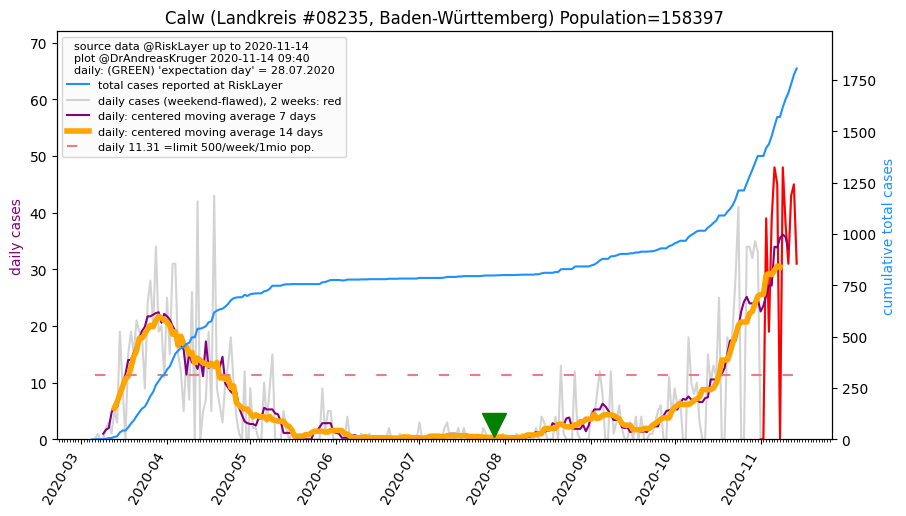 Calw (Landkreis #08235, Baden-Württemberg) Population=158397
source data @RiskLayer up to 2020-11-14
plot @DrAndreasKruger 2020-11-14 09:40
daily: (GREEN) 'expectation day' = 28.07.2020
total cases reported at RiskLayer
daily cases (weekend-flawed), 2 weeks: red
daily: centered moving average 7 days
daily: centered moving average 14 days
daily 11.31 =limit 500/week/1mio pop.
daily cases
70
60
50
40
30
20
10
0
cumulative total cases
1750
1500
1250
1000
750
500
250
0
2020-03
2020-04
2020-05
2020-06
2020-07
2020-08
2020-09
2020-10
2020-11